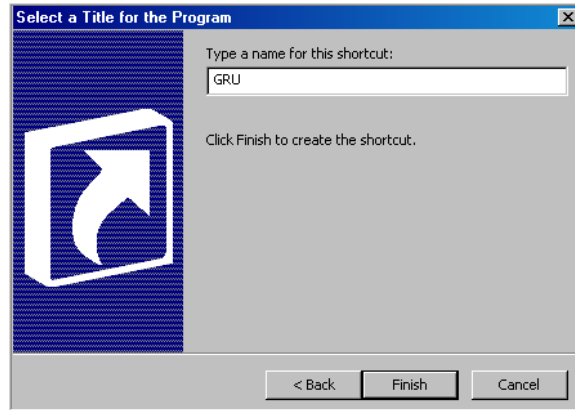 Select a Title for the Program
Type a name for this shortcut:
GRU
Click Finish to create the shortcut.
< Back Finish Cancel